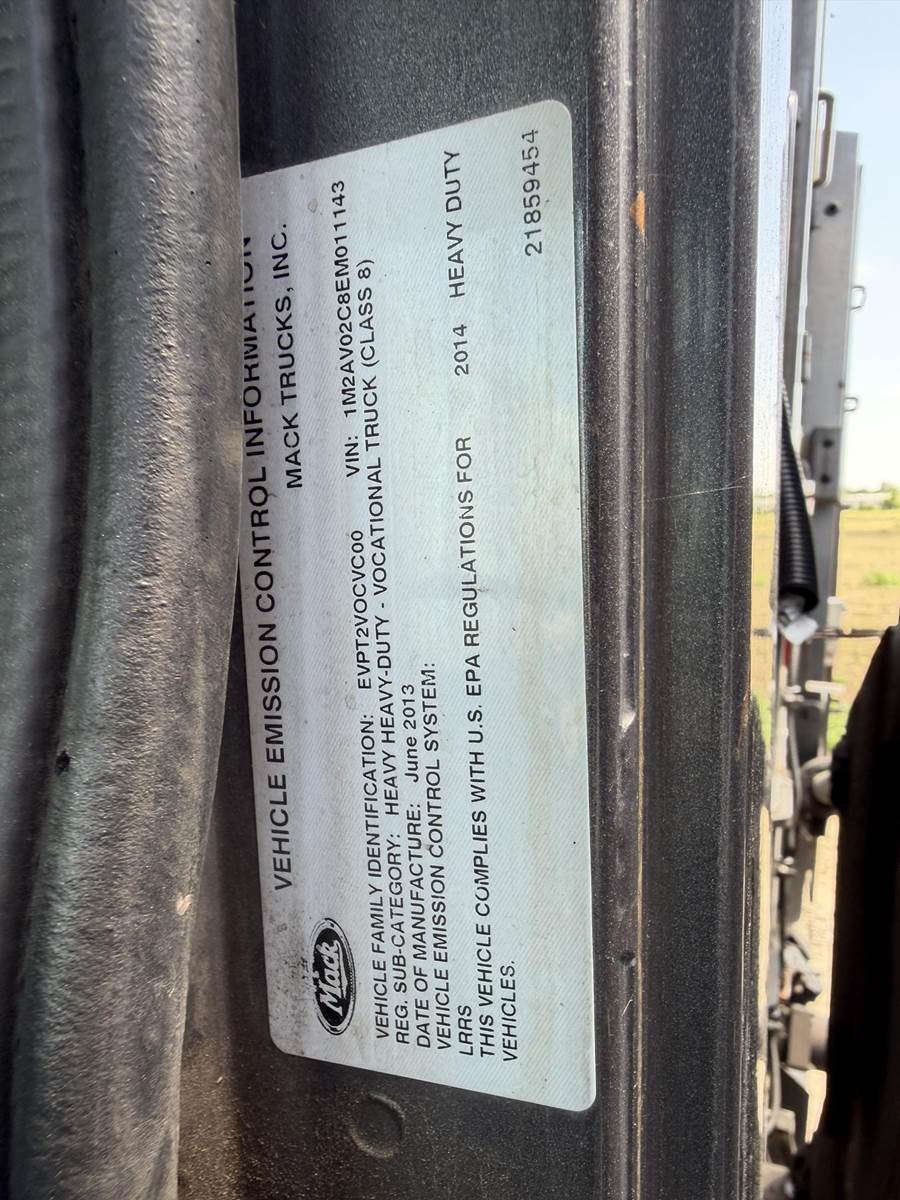 VEHICLE EMISSION CONTROL INFORMATION
MACK TRUCKS, INC.
Mack
VEHICLE FAMILY IDENTIFICATION: EVPT2VOCVC00 VIN: 1M2AV02C8EM011143
REG. SUB-CATEGORY: HEAVY HEAVY-DUTY - VOCATIONAL TRUCK (CLASS 8)
DATE OF MANUFACTURE: June 2013
VEHICLE EMISSION CONTROL SYSTEM:
LRRS
THIS VEHICLE COMPLIES WITH U.S. EPA REGULATIONS FOR 2014 HEAVY DUTY
VEHICLES.
21859454